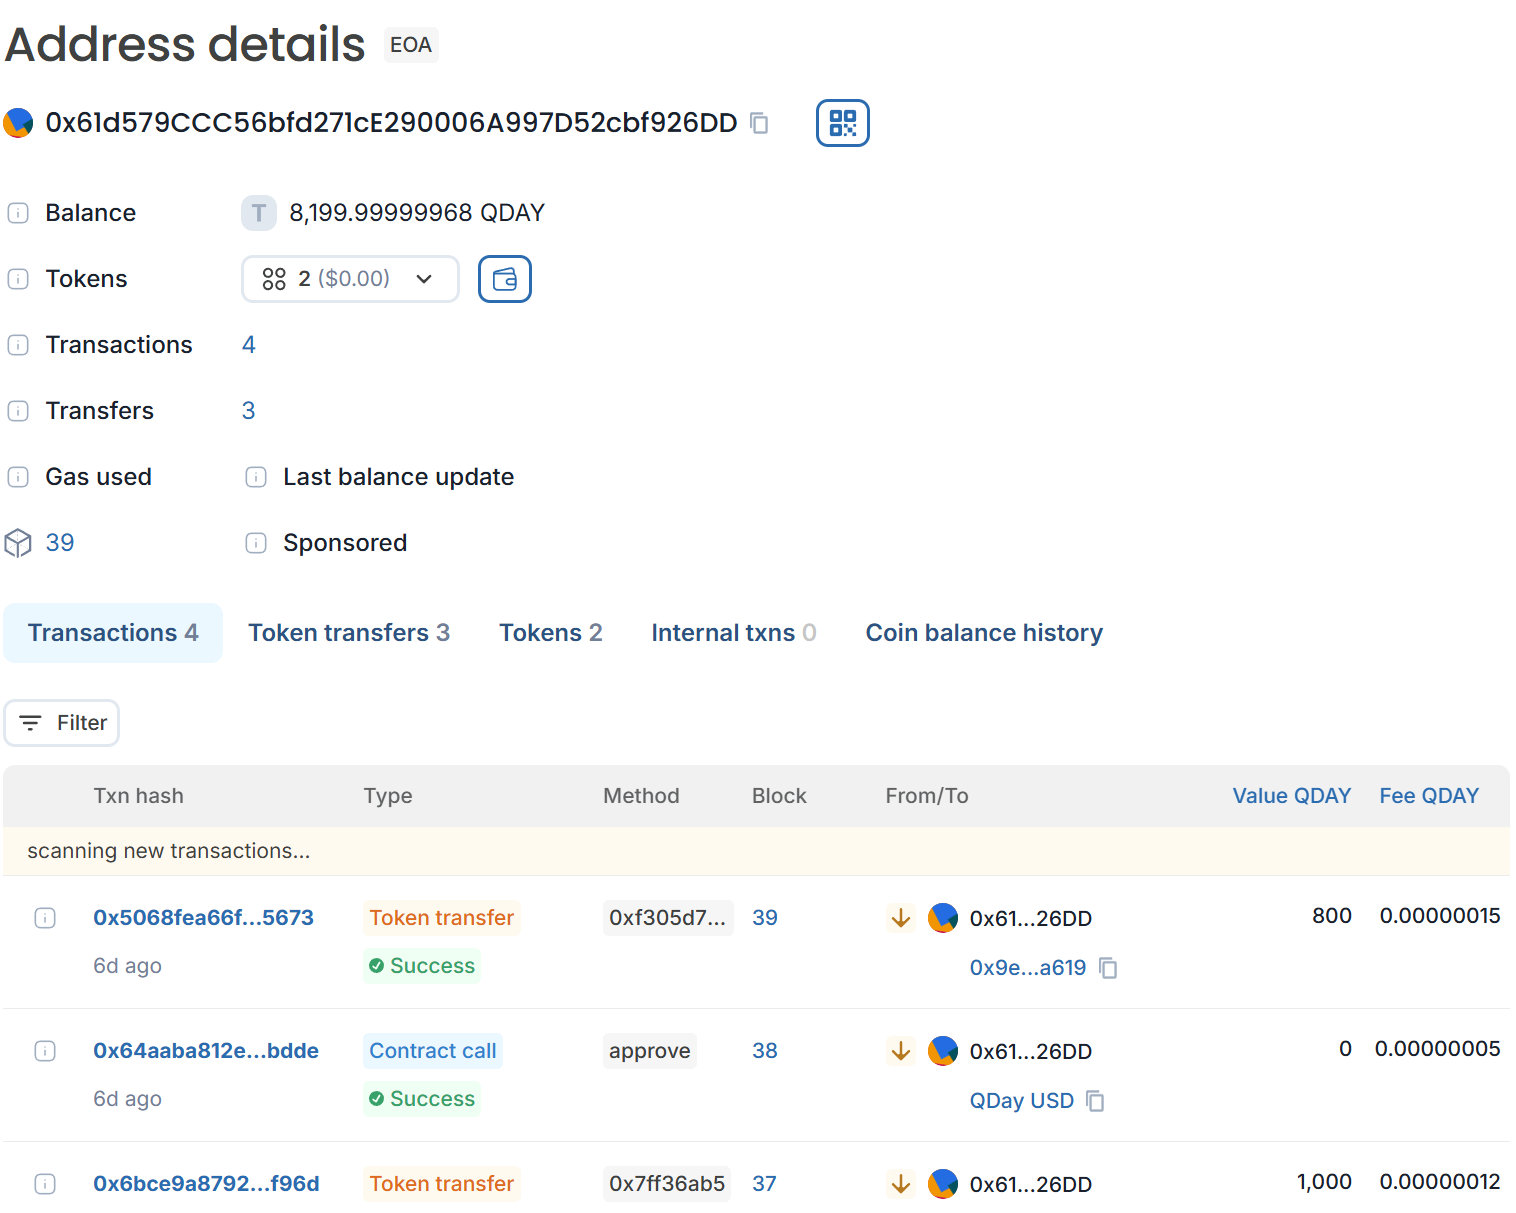 Address details EOA
0x61d579CCC56bfd271cE290006A997D52cbf926DD
Balance T 8,199.99999968 QDAY
Tokens 2 ($0.00)
Transactions 4
Transfers 3
Gas used Last balance update
39 Sponsored
Transactions 4 Token transfers 3 Tokens 2 Internal txns 0 Coin balance history
Filter
Txn hash Type Method Block From/To Value QDAY Fee QDAY
scanning new transactions...
0x5068fea66f...5673 Token transfer 0xf305d7... 39 0x61...26DD 800 0.00000015
6d ago Success 0x9e...a619
0x64aaba812e...bdde Contract call approve 38 0x61...26DD 0 0.00000005
6d ago Success QDay USD
0x6bce9a8792...f96d Token transfer 0x7ff36ab5 37 0x61...26DD 1,000 0.00000012